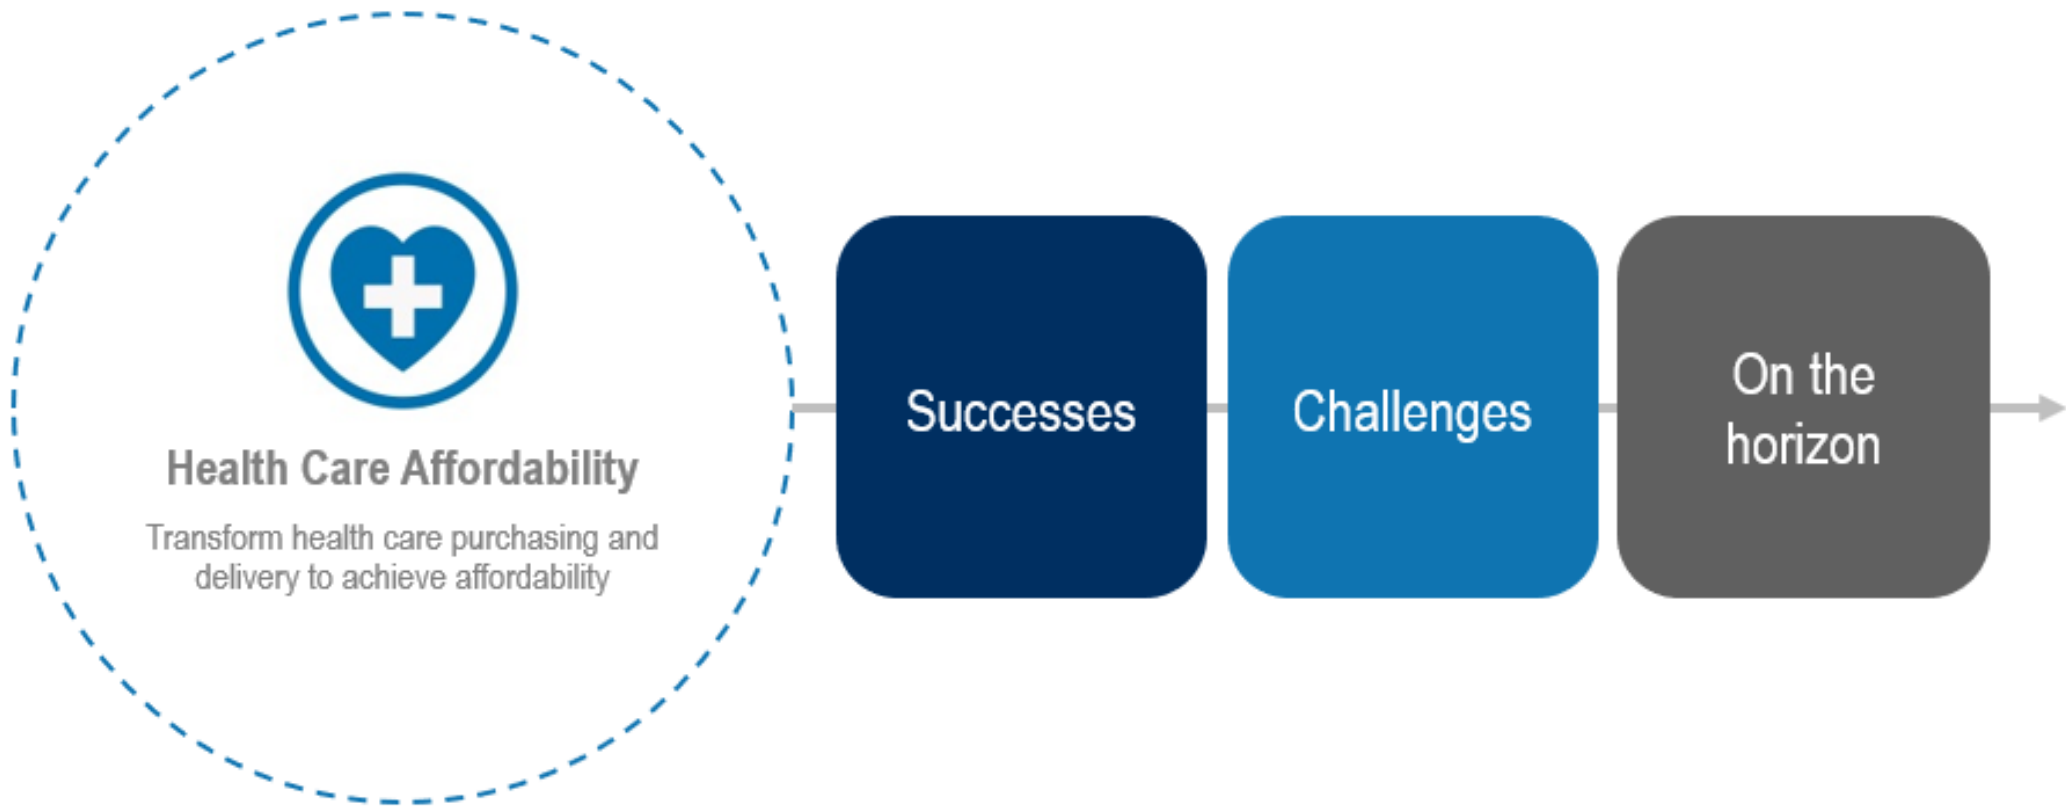 Health Care Affordability
Transform health care purchasing and
delivery to achieve affordability
Successes
Challenges
On the
horizon